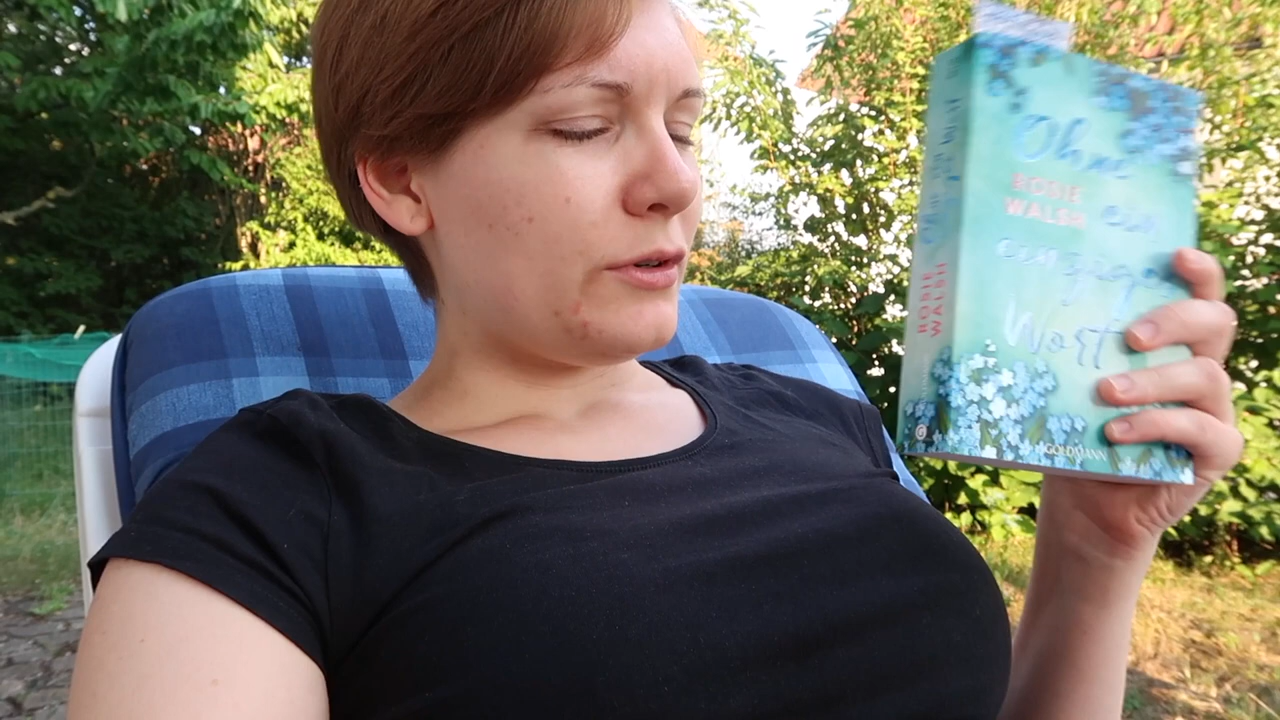 Ohne
ROSIE
WALSH
ein
einziges
Wort
GOLDMANN
ROSIE
WALSH